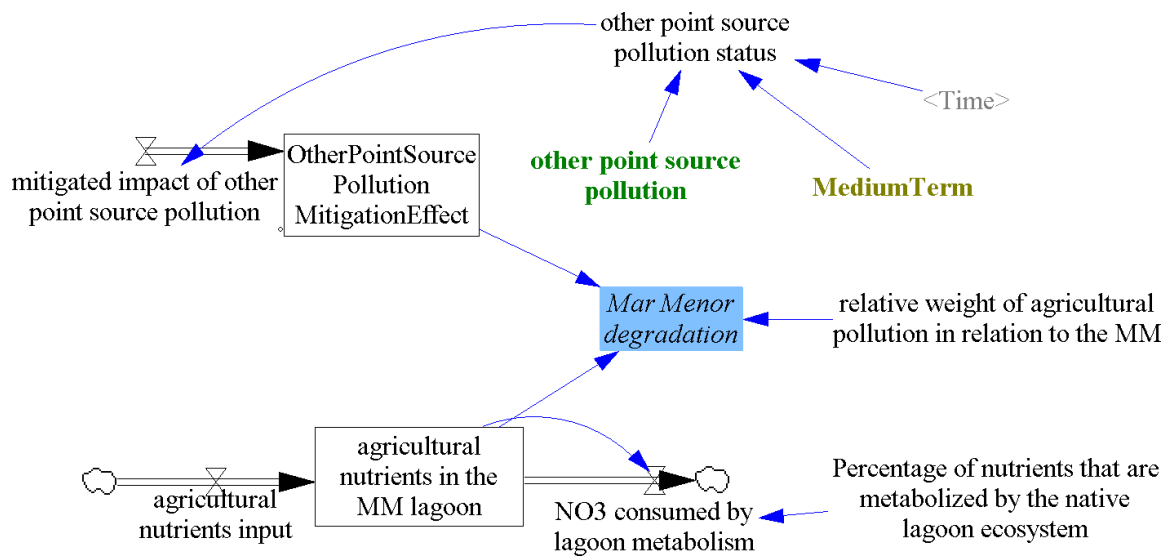 other point source
pollution status
<Time>
OtherPointSource
Pollution
MitigationEffect
mitigated impact of other
point source pollution
other point source
pollution
MediumTerm
Mar Menor
degradation
relative weight of agricultural
pollution in relation to the MM
agricultural
nutrients in the
MM lagoon
agricultural
nutrients input
NO3 consumed by
lagoon metabolism
Percentage of nutrients that are
metabolized by the native
lagoon ecosystem